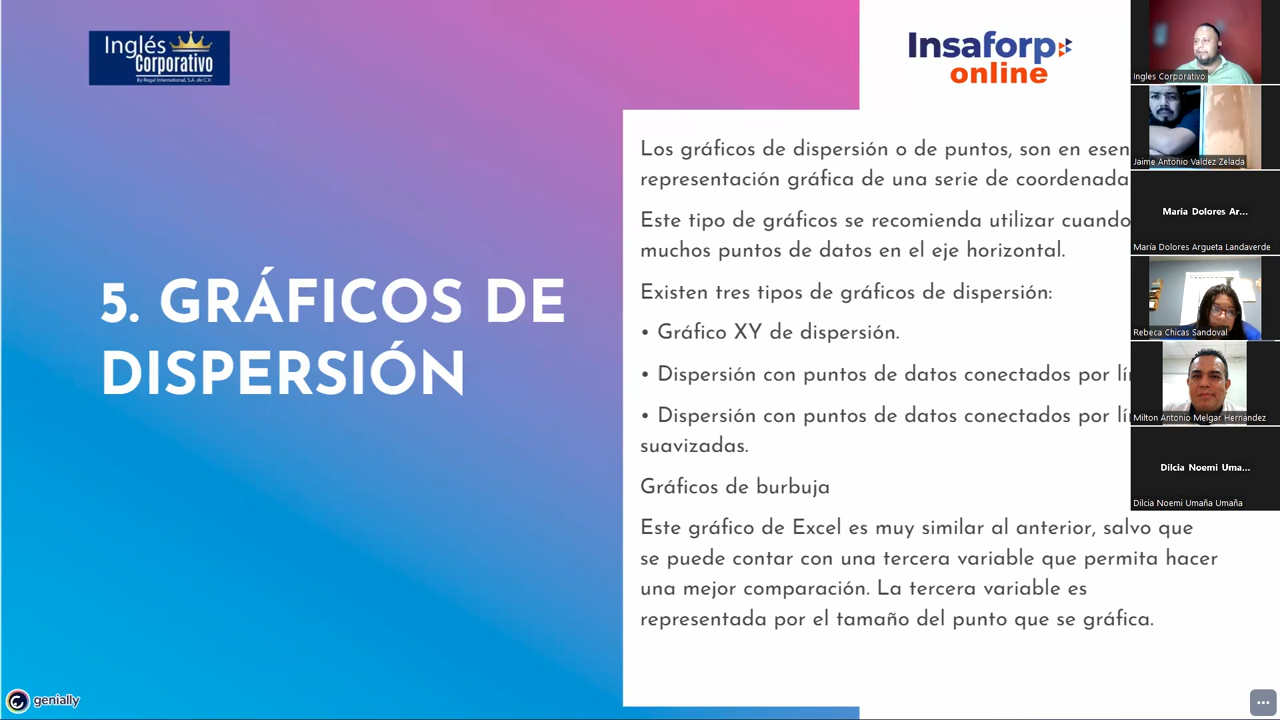 Inglés
Corporativo
By Regal International, S.A. de C.V.
Insaforp
online
5. GRÁFICOS DE
DISPERSIÓN
Los gráficos de dispersión o de puntos, son en esen
representación gráfica de una serie de coordenada
Este tipo de gráficos se recomienda utilizar cuando
muchos puntos de datos en el eje horizontal.
Existen tres tipos de gráficos de dispersión:
• Gráfico XY de dispersión.
• Dispersión con puntos de datos conectados por lí
• Dispersión con puntos de datos conectados por lí
suavizadas.
Gráficos de burbuja
Este gráfico de Excel es muy similar al anterior, salvo que
se puede contar con una tercera variable que permita hacer
una mejor comparación. La tercera variable es
representada por el tamaño del punto que se gráfica.
genially
Ingles Corporativo
Jaime Antonio Valdez Zelada
María Dolores Ar...
María Dolores Argueta Landaverde
Rebeca Chicas Sandoval
Milton Antonio Melgar Hernández
Dilcia Noemi Uma...
Dilcia Noemi Umaña Umaña